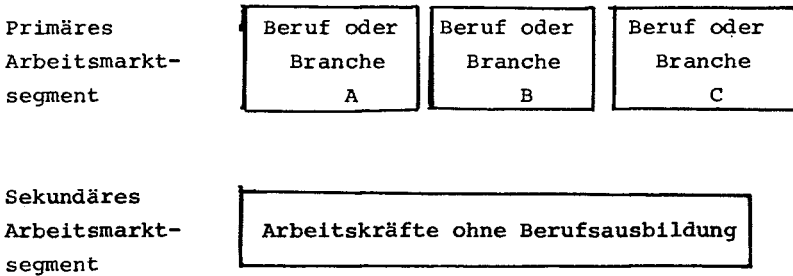 Primäres Beruf oder Beruf oder Beruf oder
Arbeitsmarkt- Branche Branche Branche
segment A B C
Sekundäres
Arbeitsmarkt- Arbeitskräfte ohne Berufsausbildung
segment